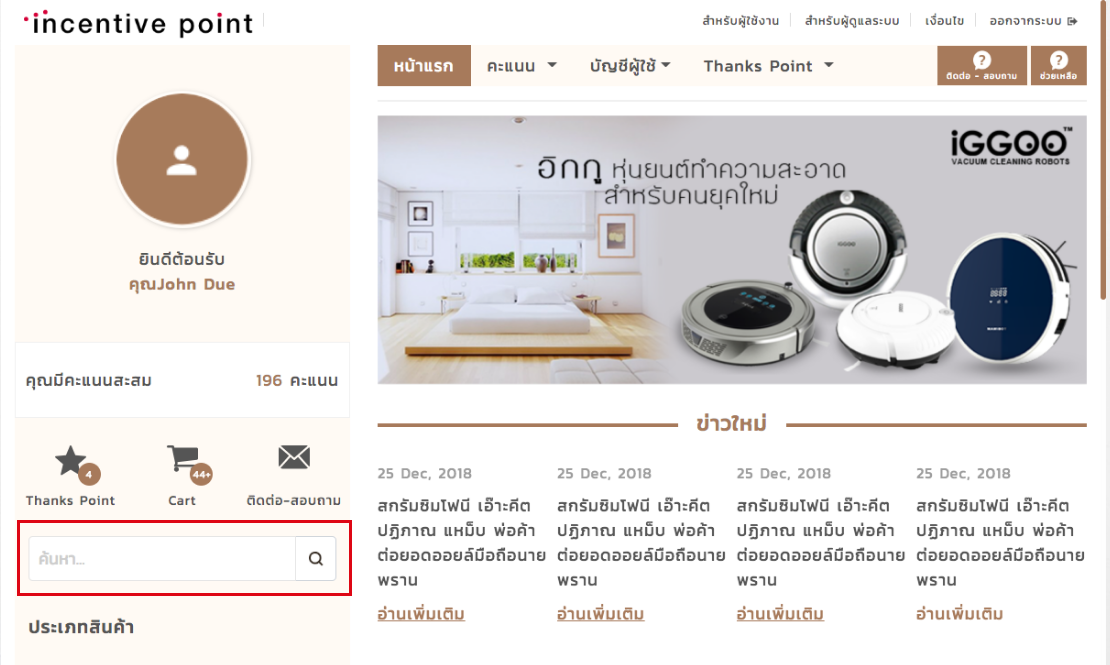 incentive point
สำหรับผู้ใช้งาน
สำหรับผู้ดูแลระบบ
เงื่อนไข
ออกจากระบบ
หน้าแรก
คะแนน
บัญชีผู้ใช้
Thanks Point
?
ติดต่อ - สอบถาม
?
ช่วยเหลือ
ยินดีต้อนรับ
คุณJohn Due
คุณมีคะแนนสะสม
196 คะแนน
4
Thanks Point
44+
Cart
ติดต่อ-สอบถาม
ค้นหา...
ประเภทสินค้า
iGGOO™
VACUUM CLEANING ROBOTS
อิกกู หุ่นยนต์ทำความสะอาด
สำหรับคนยุคใหม่
iGGOO
ข่าวใหม่
25 Dec, 2018
สกรัมซิมโฟนี เอ๊าะคีต
ปฏิภาณ แหม็บ พ่อค้า
ต่อยอดออยล์มือถือนาย
พราน
อ่านเพิ่มเติม
25 Dec, 2018
สกรัมซิมโฟนี เอ๊าะคีต
ปฏิภาณ แหม็บ พ่อค้า
ต่อยอดออยล์มือถือนาย
พราน
อ่านเพิ่มเติม
25 Dec, 2018
สกรัมซิมโฟนี เอ๊าะคีต
ปฏิภาณ แหม็บ พ่อค้า
ต่อยอดออยล์มือถือนาย
พราน
อ่านเพิ่มเติม
25 Dec, 2018
สกรัมซิมโฟนี เอ๊าะคีต
ปฏิภาณ แหม็บ พ่อค้า
ต่อยอดออยล์มือถือนาย
พราน
อ่านเพิ่มเติม